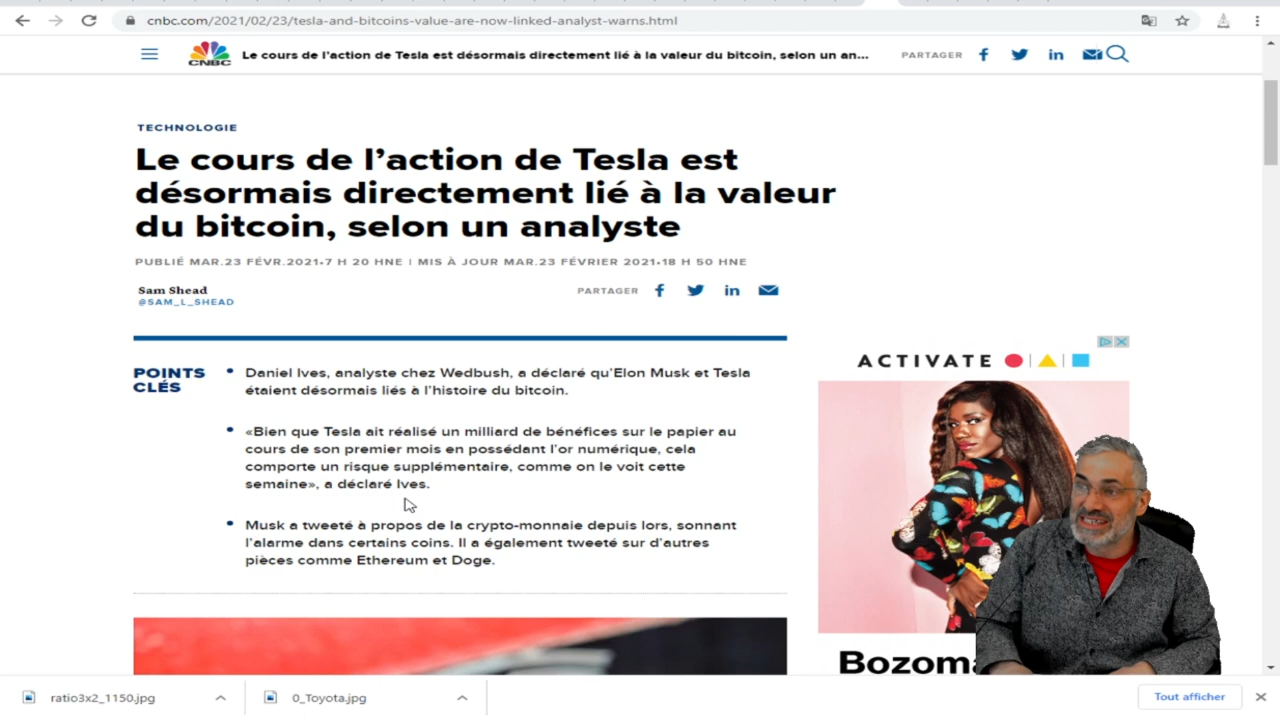 cnbc.com/2021/02/23/tesla-and-bitcoins-value-are-now-linked-analyst-warns.html
CNBC
Le cours de l'action de Tesla est désormais directement lié à la valeur du bitcoin, selon un an...
PARTAGER
TECHNOLOGIE
Le cours de l'action de Tesla est
désormais directement lié à la valeur
du bitcoin, selon un analyste
PUBLIÉ MAR.23 FÉVR.2021•7 H 20 HNE | MIS À JOUR MAR.23 FÉVRIER 2021•18 H 50 HNE
Sam Shead
@SAM_L_SHEAD
PARTAGER
POINTS
CLÉS
Daniel Ives, analyste chez Wedbush, a déclaré qu'Elon Musk et Tesla
étaient désormais liés à l'histoire du bitcoin.
«Bien que Tesla ait réalisé un milliard de bénéfices sur le papier au
cours de son premier mois en possédant l'or numérique, cela
comporte un risque supplémentaire, comme on le voit cette
semaine», a déclaré Ives.
Musk a tweeté à propos de la crypto-monnaie depuis lors, sonnant
l'alarme dans certains coins. Il a également tweeté sur d'autres
pièces comme Ethereum et Doge.
ACTIVATE
ratio3x2_1150.jpg
0_Toyota.jpg
Tout afficher